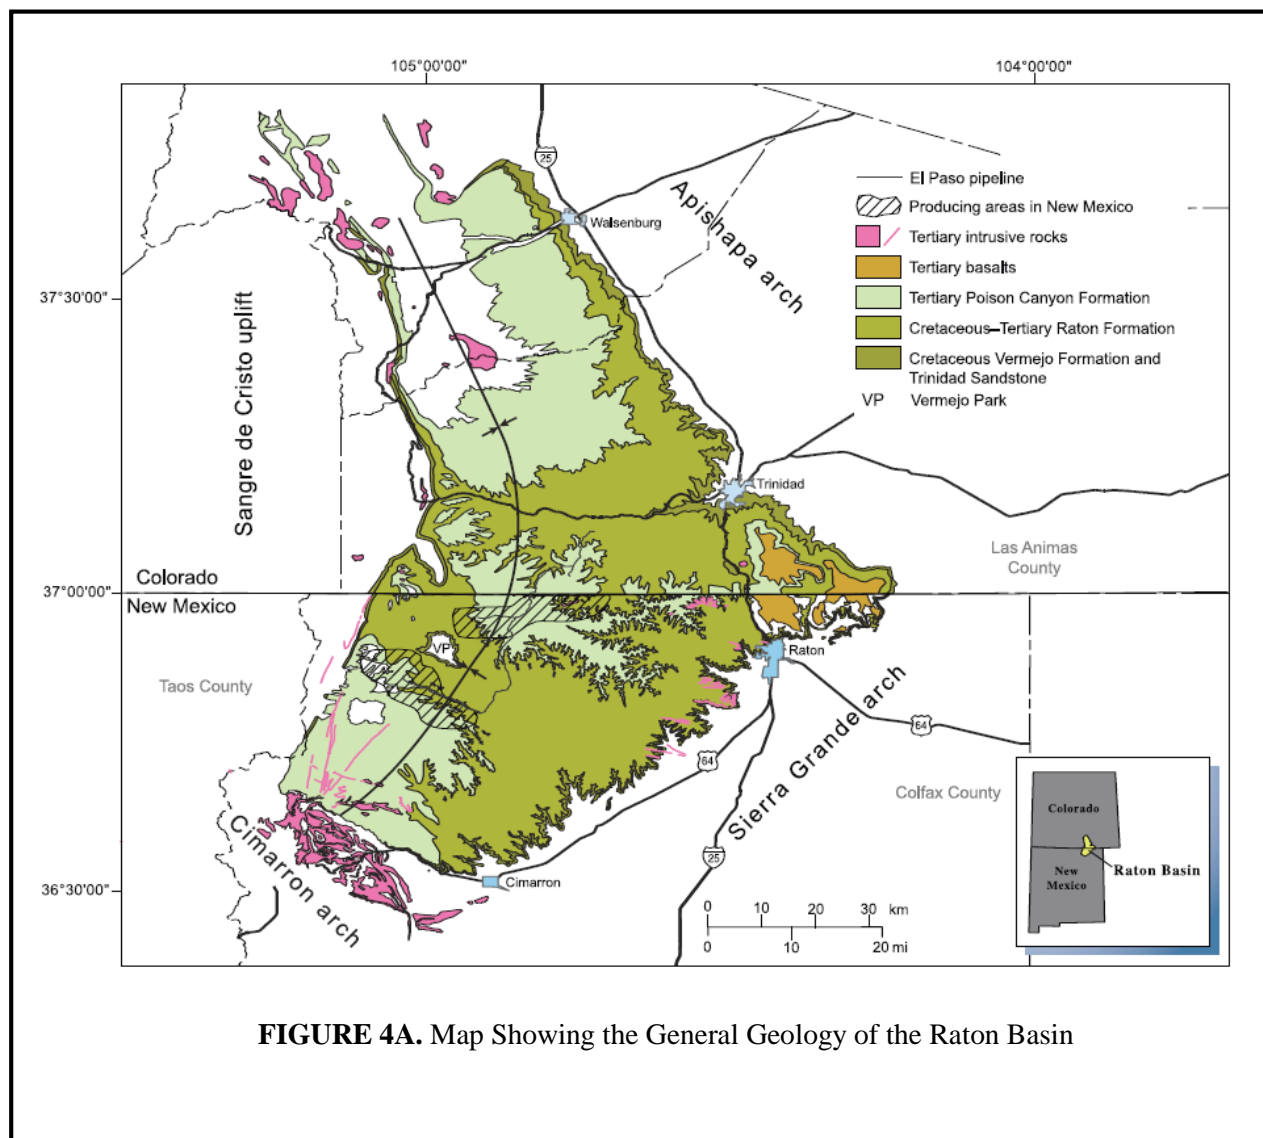 105°00'00"
104°00'00"
25
Walsenburg
Apishapa arch
El Paso pipeline
Producing areas in New Mexico
Tertiary intrusive rocks
Tertiary basalts
Tertiary Poison Canyon Formation
Cretaceous–Tertiary Raton Formation
Cretaceous Vermejo Formation and
Trinidad Sandstone
VP Vermejo Park
37°30'00"
Sangre de Cristo uplift
Trinidad
Las Animas
County
Colorado
37°00'00"
New Mexico
VP
Raton
Taos County
64
64
Sierra Grande arch
Colfax County
Cimarron arch
25
36°30'00"
Cimarron
0 10 20 30 km
0 10 20 mi
Colorado
New
Mexico
Raton Basin
FIGURE 4A. Map Showing the General Geology of the Raton Basin